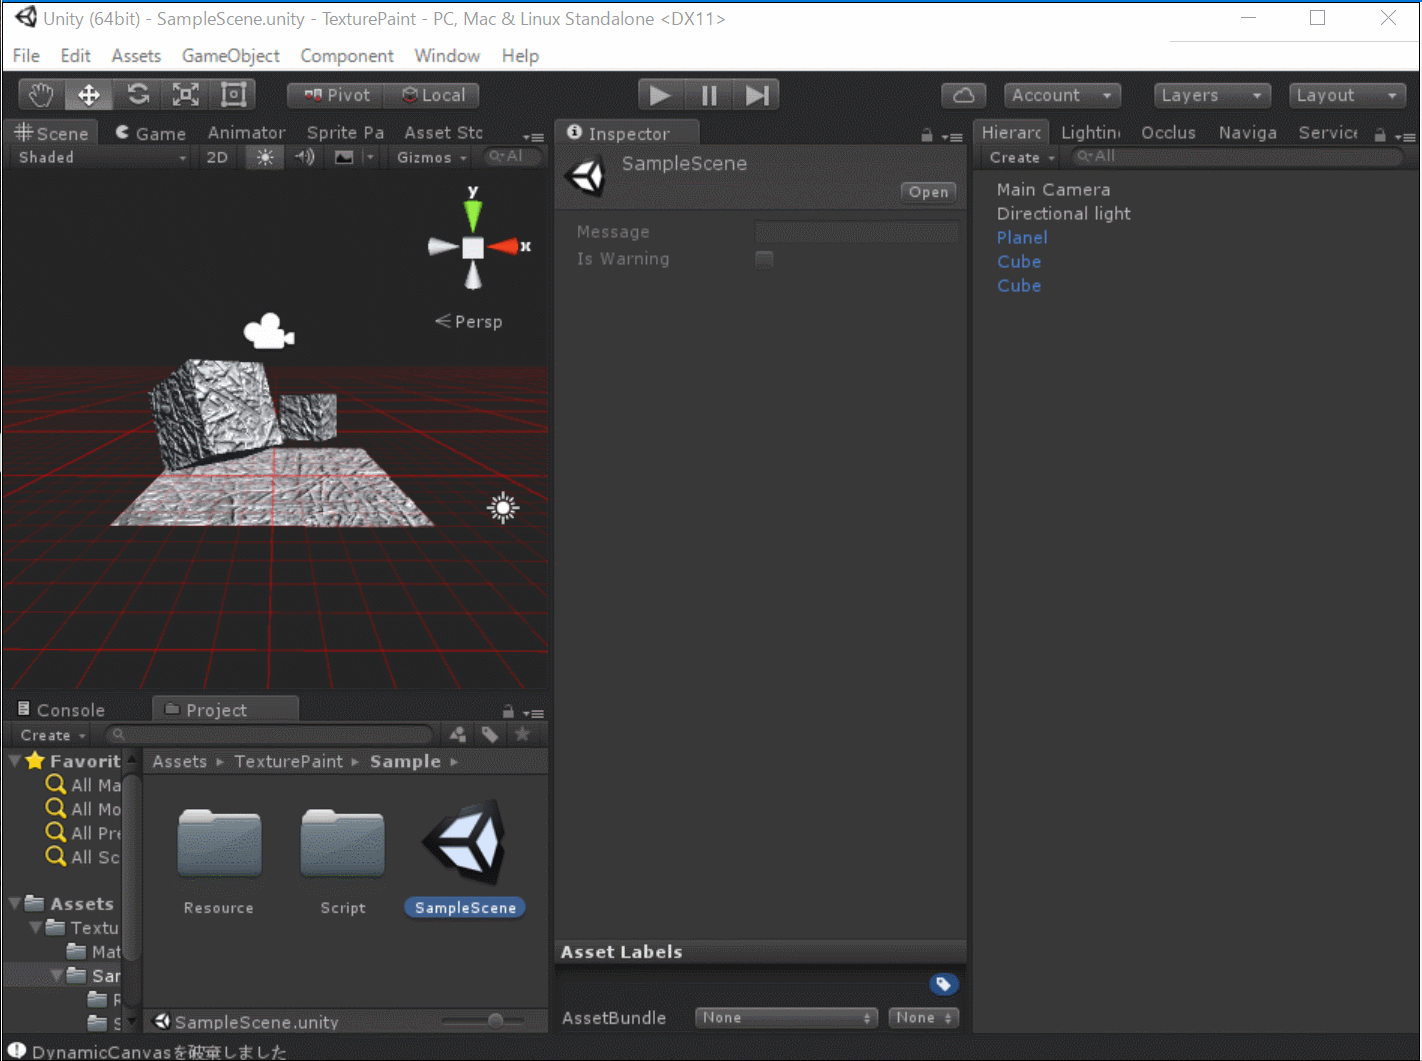 Unity (64bit) - SampleScene.unity - TexturePaint - PC, Mac & Linux Standalone <DX11>
File Edit Assets GameObject Component Window Help
Pivot Local Account Layers Layout
Scene Game Animator Sprite Pa Asset Stc
Shaded 2D Gizmos Al
y
x
Persp
Inspector
SampleScene
Open
Message
Is Warning
Hierarc Lightin Occlus Naviga Service
Create All
Main Camera
Directional light
Planel
Cube
Cube
Console Project
Create
Favorit
All Ma
All Mo
All Pre
All Sc
Assets
Textu
Mat
Sar
Assets TexturePaint Sample
Resource Script SampleScene
SampleScene.unity
Asset Labels
AssetBundle None None
DynamicCanvasを破棄しました